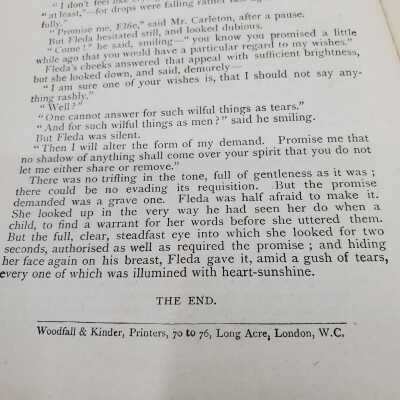 "I don't feel like
"at least,"—for drops were falling rather
fully."
"Promise me, Elfie," said Mr. Carleton, after a pause.
But Fleda hesitated still, and looked dubious.
"Come!" he said, smiling—"you know you promised a little
while ago that you would have a particular regard to my wishes."
Fleda's cheeks answered that appeal with sufficient brightness,
but she looked down, and said, demurely—
"I am sure one of your wishes is, that I should not say any-
thing rashly."
"Well?"
"One cannot answer for such wilful things as tears."
"And for such wilful things as men?" said he smiling.
But Fleda was silent.
"Then I will alter the form of my demand. Promise me that
no shadow of anything shall come over your spirit that you do not
let me either share or remove."
There was no trifling in the tone, full of gentleness as it was;
there could be no evading its requisition. But the promise
demanded was a grave one. Fleda was half afraid to make it.
She looked up in the very way he had seen her do when a
child, to find a warrant for her words before she uttered them.
But the full, clear, steadfast eye into which she looked for two
seconds, authorised as well as required the promise; and hiding
her face again on his breast, Fleda gave it, amid a gush of tears,
every one of which was illumined with heart-sunshine.
THE END.
Woodfall & Kinder, Printers, 70 to 76, Long Acre, London, W.C.